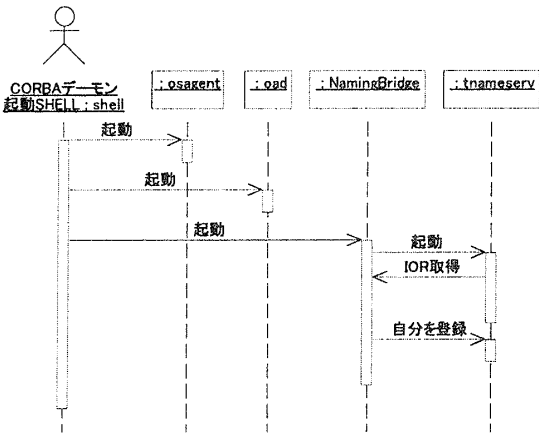 CORBAデーモン
起動SHELL : shell
: osagent
: oad
: NamingBridge
: tnameserv
起動
起動
起動
起動
IOR取得
自分を登録